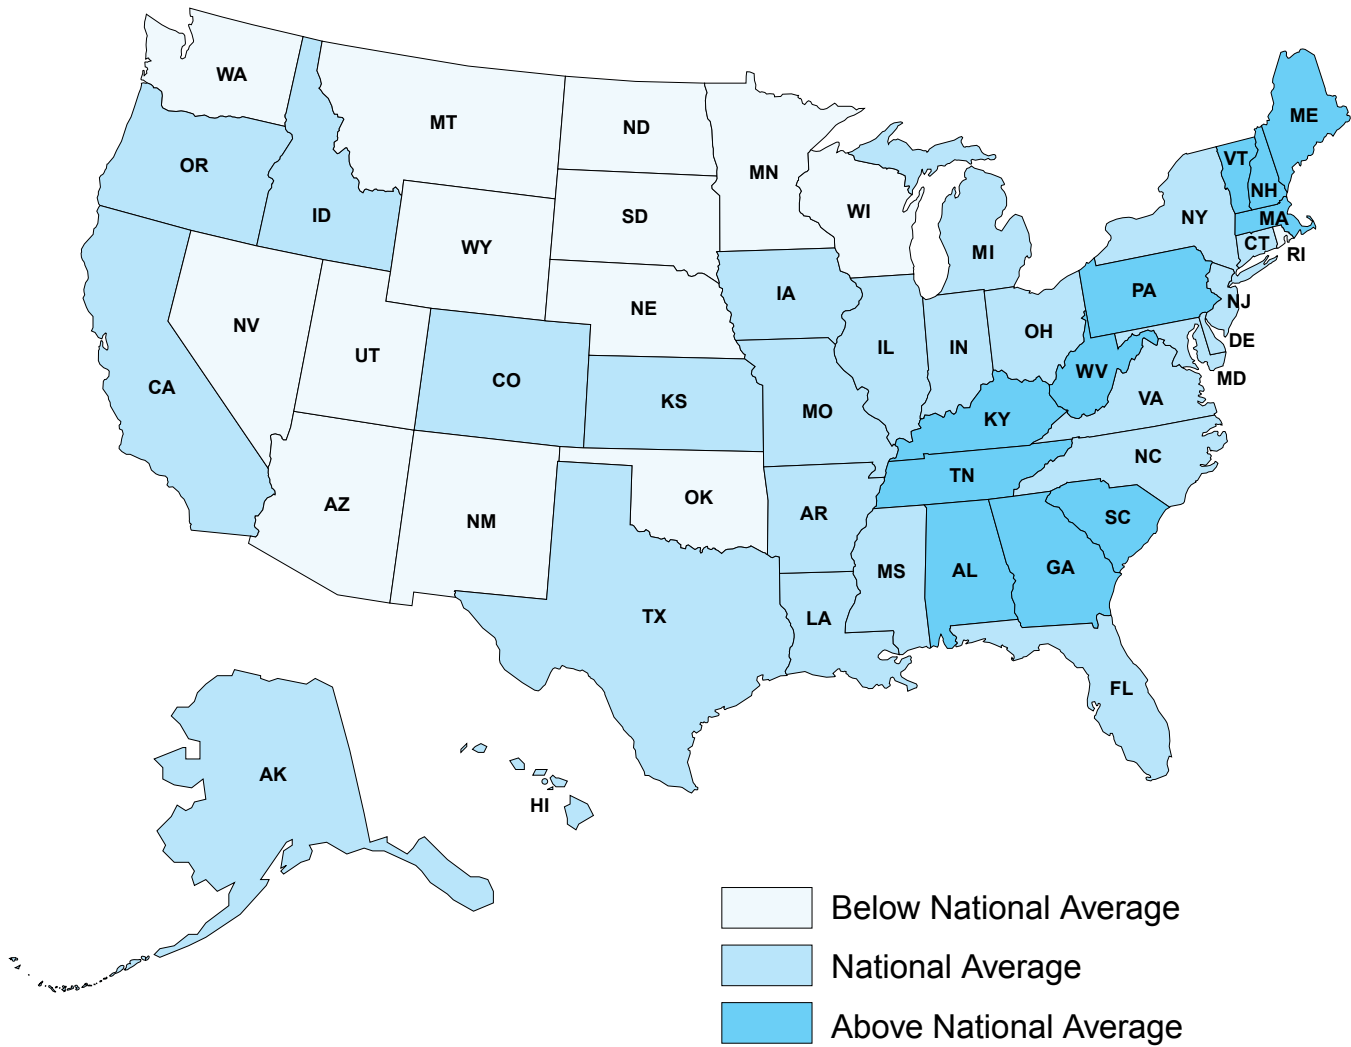 WA
MT
ND
MN
ME
VT
NH
OR
ID
WY
SD
WI
MI
NY
MA
CT
RI
NV
UT
CO
NE
IA
IL
IN
OH
PA
NJ
DE
MD
CA
KS
MO
KY
WV
VA
AZ
NM
OK
AR
TN
NC
SC
MS
AL
GA
TX
LA
FL
AK
HI
Below National Average
National Average
Above National Average